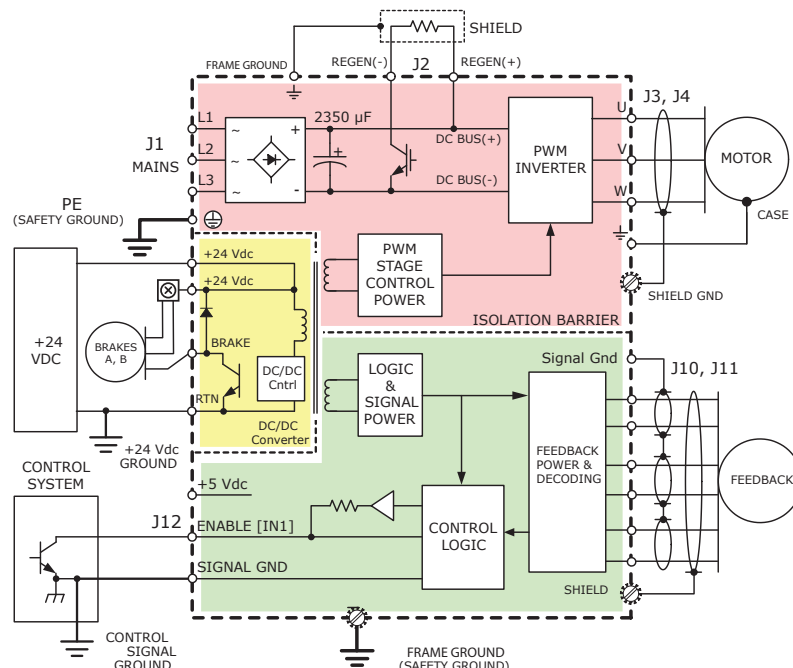 SHIELD
FRAME GROUND
REGEN(-)
J2
REGEN(+)
J3, J4
L1
~
+
2350 µF
U
J1
DC BUS(+)
PWM
INVERTER
L2
~
+
V
MOTOR
MAINS
L3
~
-
DC BUS(-)
W
PE
(SAFETY GROUND)
CASE
+24 Vdc
PWM
STAGE
CONTROL
POWER
+24 Vdc
SHIELD GND
ISOLATION BARRIER
+24
VDC
BRAKES
A, B
BRAKE
DC/DC
Cntrl
RTN
DC/DC
Converter
LOGIC
&
SIGNAL
POWER
Signal Gnd
J10, J11
+24 Vdc
GROUND
FEEDBACK
POWER &
DECODING
FEEDBACK
CONTROL
SYSTEM
+5 Vdc
J12
ENABLE [IN1]
CONTROL
LOGIC
SIGNAL GND
SHIELD
CONTROL
SIGNAL
GROUND
FRAME GROUND
(SAFETY GROUND)